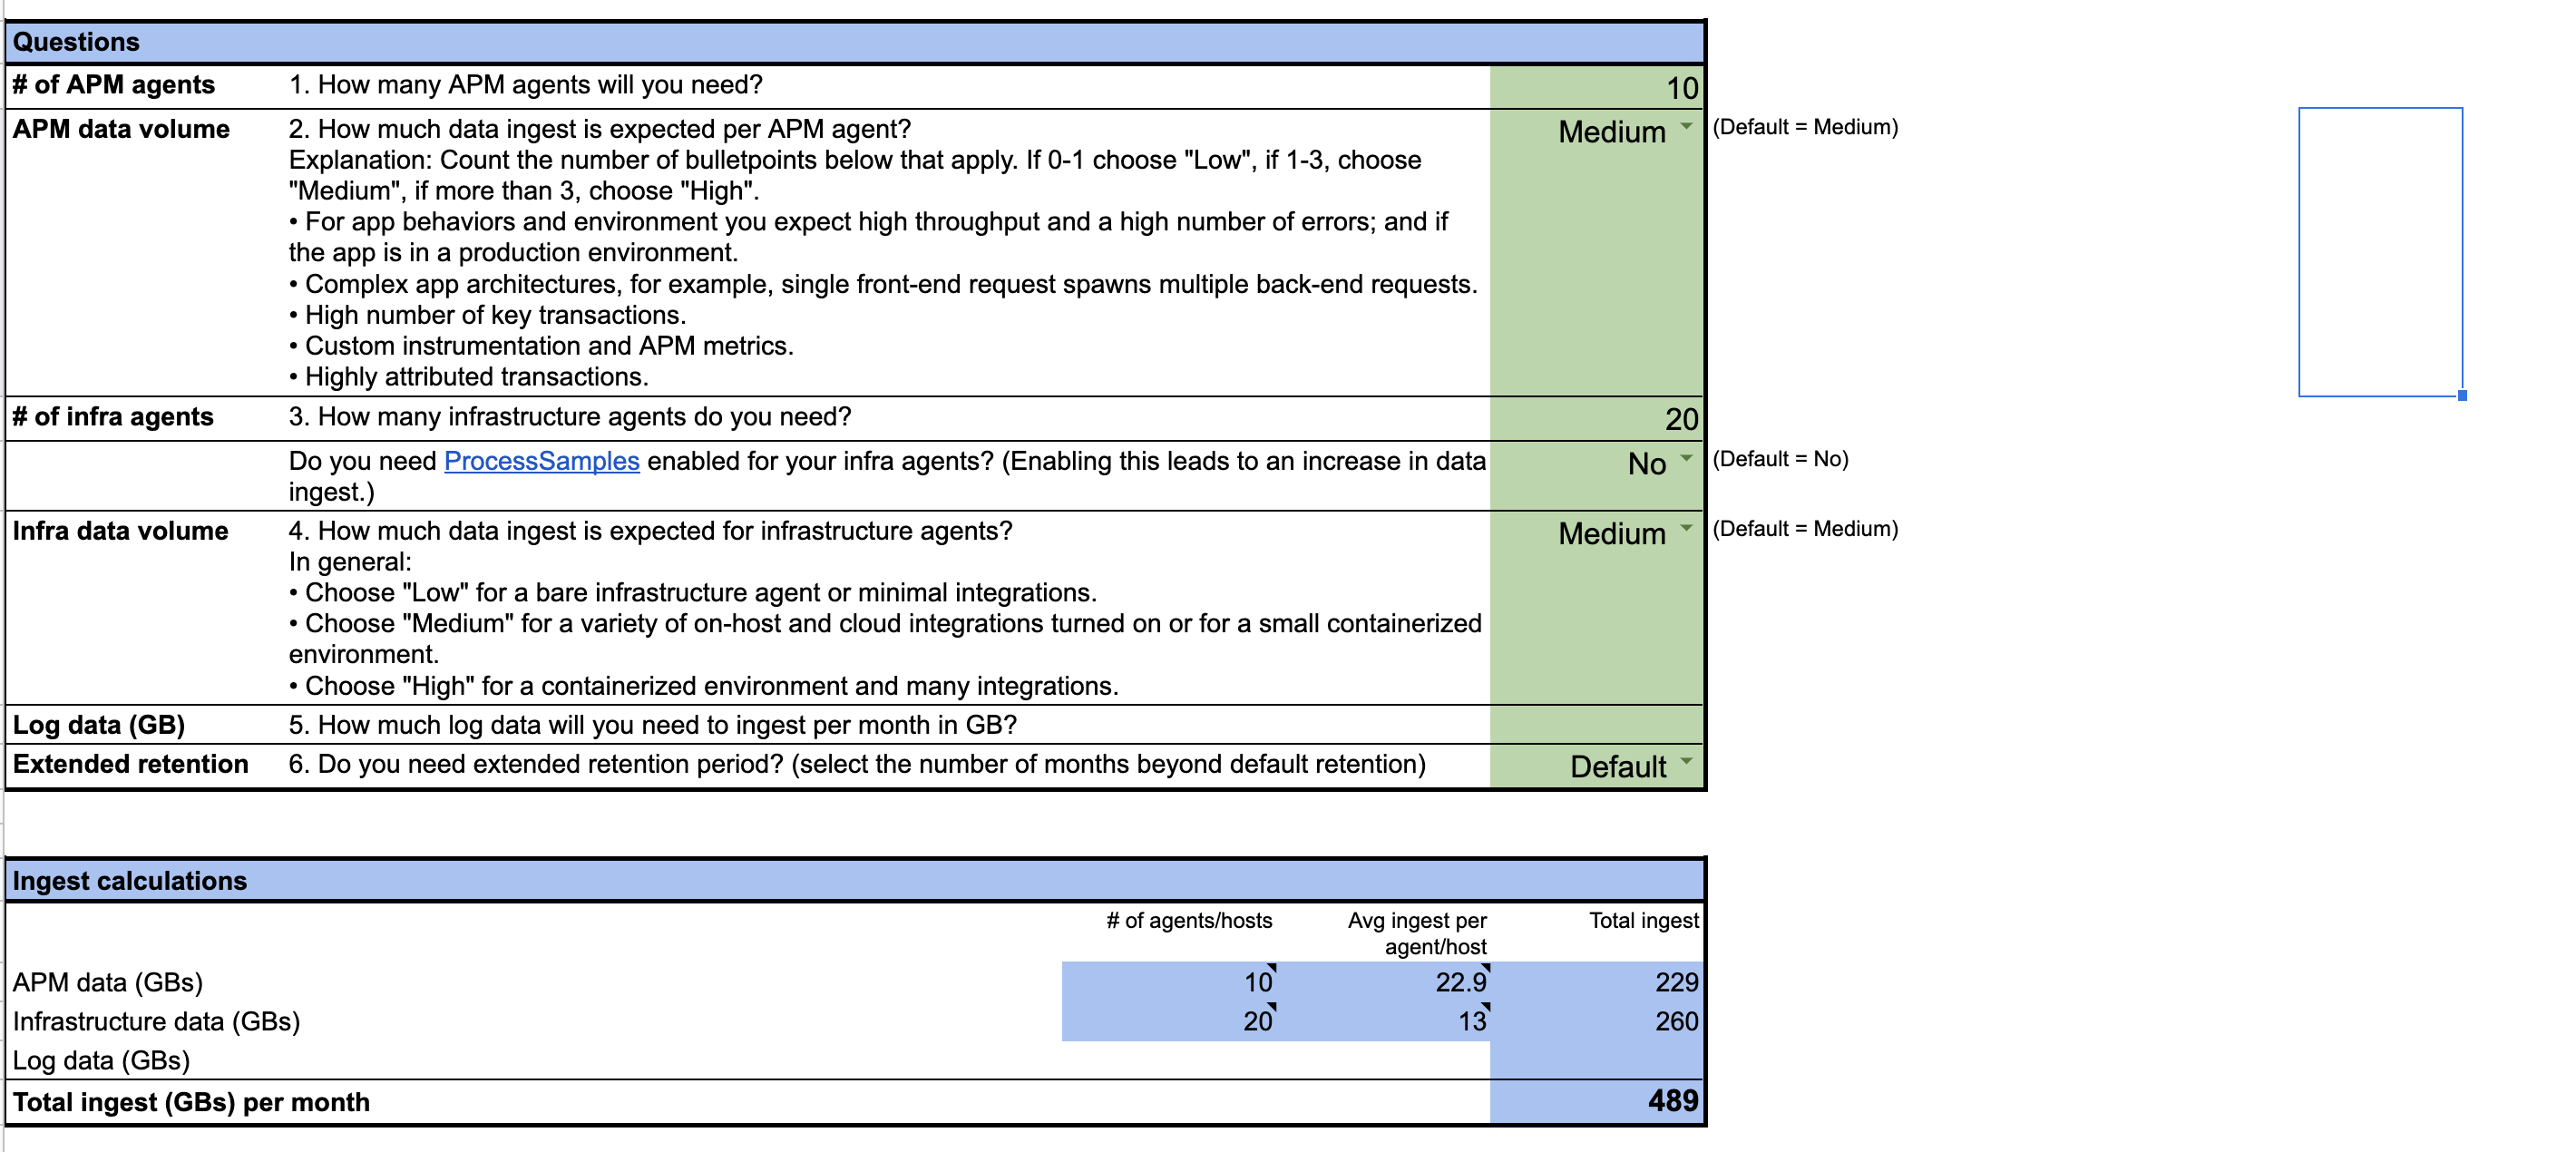 Questions
# of APM agents 1. How many APM agents will you need? 10
APM data volume 2. How much data ingest is expected per APM agent? Medium (Default = Medium)
Explanation: Count the number of bulletpoints below that apply. If 0-1 choose "Low", if 1-3, choose
"Medium", if more than 3, choose "High".
• For app behaviors and environment you expect high throughput and a high number of errors; and if
the app is in a production environment.
• Complex app architectures, for example, single front-end request spawns multiple back-end requests.
• High number of key transactions.
• Custom instrumentation and APM metrics.
• Highly attributed transactions.
# of infra agents 3. How many infrastructure agents do you need? 20
Do you need ProcessSamples enabled for your infra agents? (Enabling this leads to an increase in data No (Default = No)
ingest.)
Infra data volume 4. How much data ingest is expected for infrastructure agents? Medium (Default = Medium)
In general:
• Choose "Low" for a bare infrastructure agent or minimal integrations.
• Choose "Medium" for a variety of on-host and cloud integrations turned on or for a small containerized
environment.
• Choose "High" for a containerized environment and many integrations.
Log data (GB) 5. How much log data will you need to ingest per month in GB?
Extended retention 6. Do you need extended retention period? (select the number of months beyond default retention) Default
Ingest calculations
# of agents/hosts Avg ingest per Total ingest
agent/host
APM data (GBs) 10 22.9 229
Infrastructure data (GBs) 20 13 260
Log data (GBs)
Total ingest (GBs) per month 489